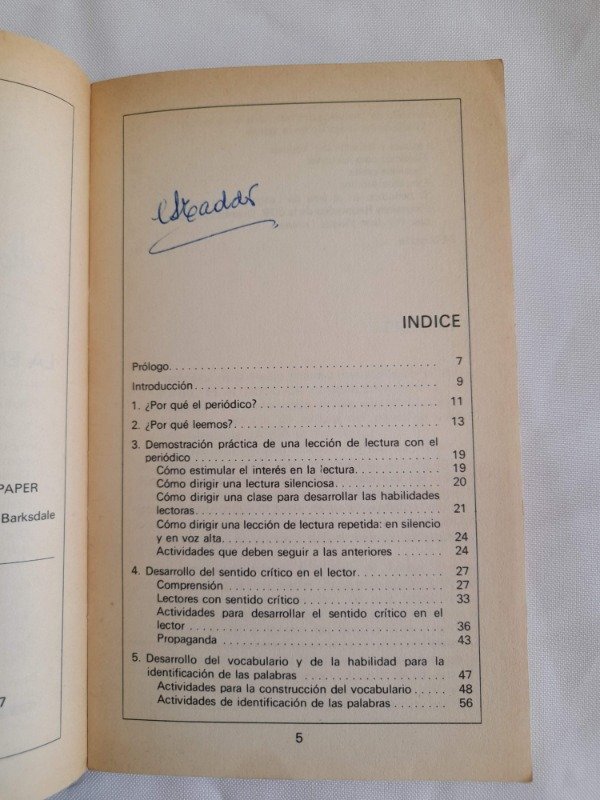 PAPER
Barksdale
7
INDICE
Prólogo. . . . . . . . . . . . . . . . . . . . . . . . . . . . . . 7
Introducción . . . . . . . . . . . . . . . . . . . . . . . . . . . 9
1. ¿Por qué el periódico? . . . . . . . . . . . . . . . . . . . . 11
2. ¿Por qué leemos? . . . . . . . . . . . . . . . . . . . . . . . 13
3. Demostración práctica de una lección de lectura con el
periódico . . . . . . . . . . . . . . . . . . . . . . . . . . . . 19
Cómo estimular el interés en la lectura. . . . . . . . . . 19
Cómo dirigir una lectura silenciosa . . . . . . . . . . . . 20
Cómo dirigir una clase para desarrollar las habilidades
lectoras. . . . . . . . . . . . . . . . . . . . . . . . . . . . 21
Cómo dirigir una lección de lectura repetida: en silencio
y en voz alta. . . . . . . . . . . . . . . . . . . . . . . . . 24
Actividades que deben seguir a las anteriores . . . . . . 24
4. Desarrollo del sentido crítico en el lector. . . . . . . . . . 27
Comprensión . . . . . . . . . . . . . . . . . . . . . . . . . 27
Lectores con sentido crítico . . . . . . . . . . . . . . . . 33
Actividades para desarrollar el sentido crítico en el
lector . . . . . . . . . . . . . . . . . . . . . . . . . . . . 36
Propaganda . . . . . . . . . . . . . . . . . . . . . . . . . 43
5. Desarrollo del vocabulario y de la habilidad para la
identificación de las palabras . . . . . . . . . . . . . . . . 47
Actividades para la construcción del vocabulario . . . . . 48
Actividades de identificación de las palabras . . . . . . . 56
5